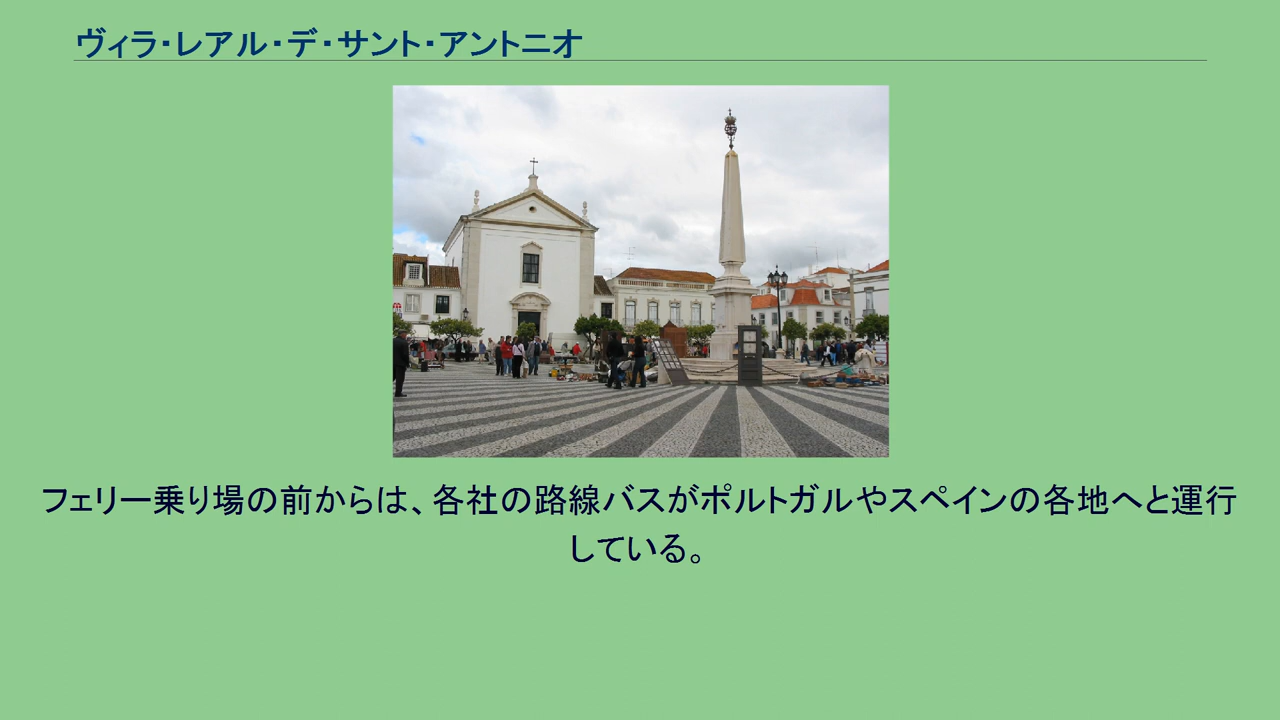 ヴィラ・レアル・デ・サント・アントニオ
フェリー乗り場の前からは、各社の路線バスがポルトガルやスペインの各地へと運行
している。